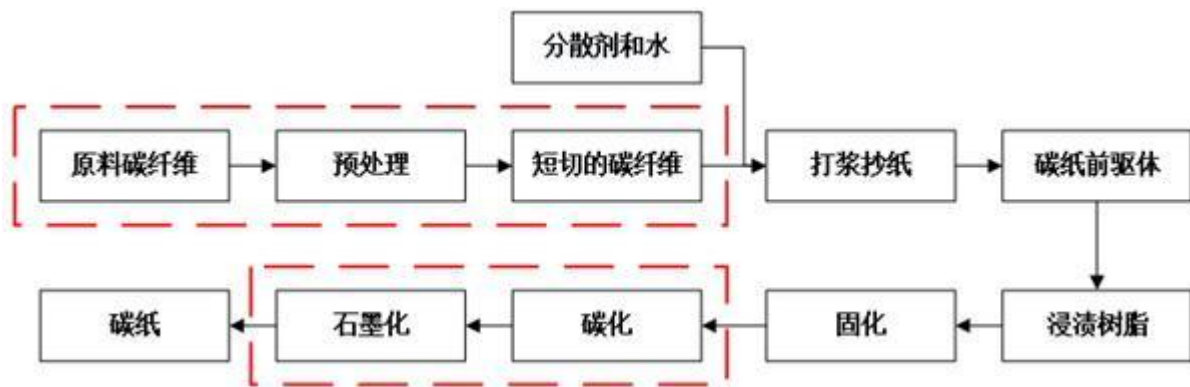 分散剂和水
原料碳纤维
预处理
短切的碳纤维
打浆抄纸
碳纸前驱体
碳纸
石墨化
碳化
固化
浸渍树脂